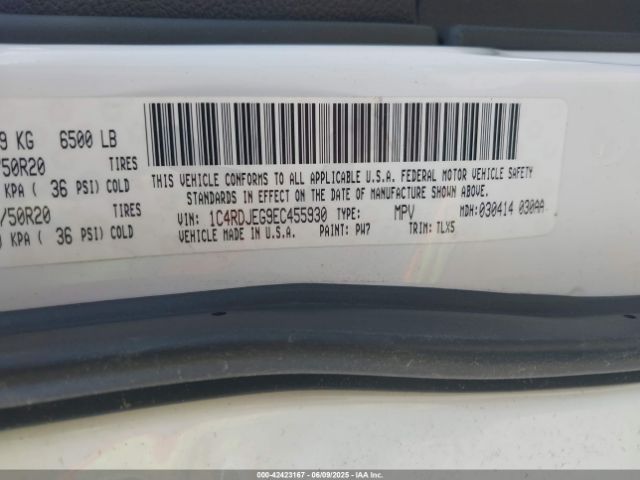 9 KG 6500 LB
/50R20 TIRES
KPA ( 36 PSI) COLD
/50R20 TIRES
) KPA ( 36 PSI) COLD
THIS VEHICLE CONFORMS TO ALL APPLICABLE U.S.A. FEDERAL MOTOR VEHICLE SAFETY
STANDARDS IN EFFECT ON THE DATE OF MANUFACTURE SHOWN ABOVE.
VIN: 1C4RDJEG9EC455930 TYPE: MPV MDH: 030414 030AA
VEHICLE MADE IN U.S.A. PAINT: PW7 TRIM: TLX5
000-42423167 - 06/09/2025 - IAAHQCTRPROD